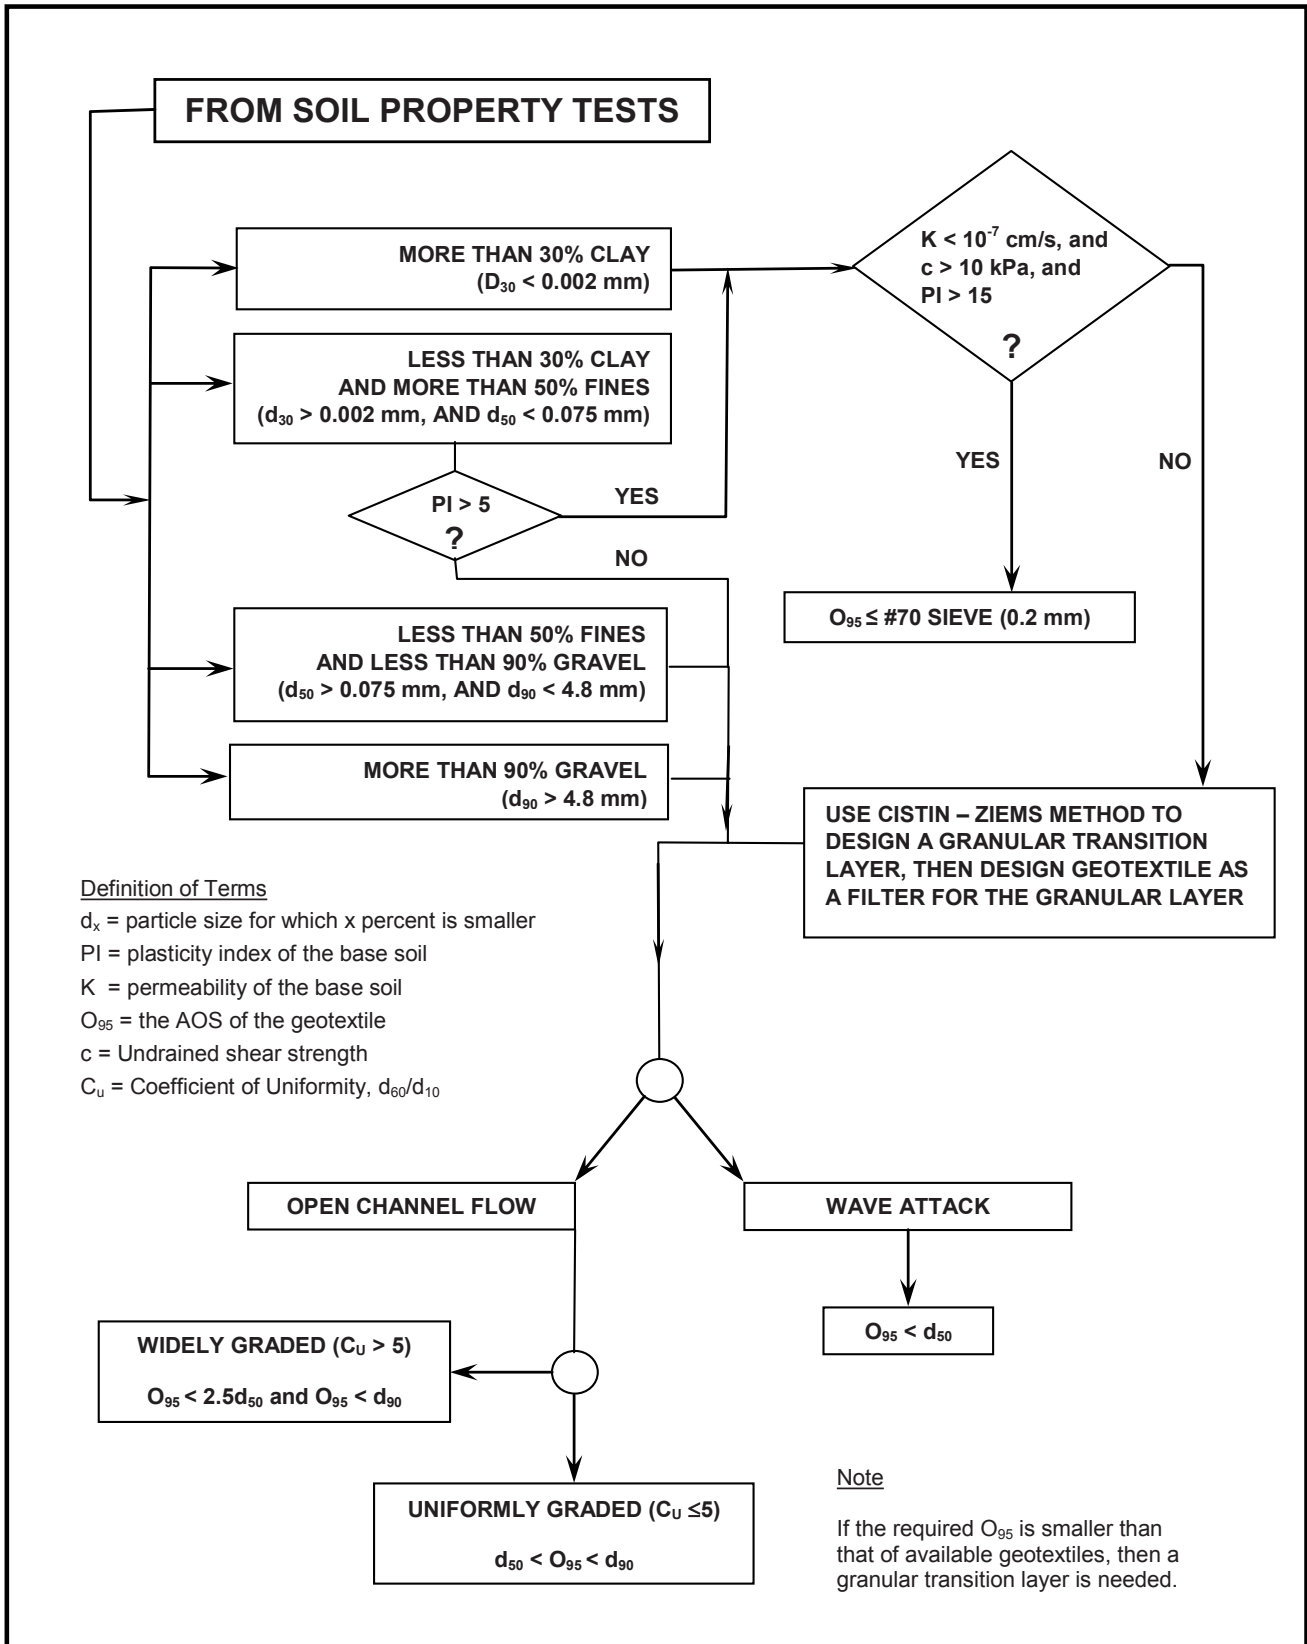 FROM SOIL PROPERTY TESTS
MORE THAN 30% CLAY
(D₃₀ < 0.002 mm)
K < 10⁻⁷ cm/s, and
c > 10 kPa, and
PI > 15
?
LESS THAN 30% CLAY
AND MORE THAN 50% FINES
(d₃₀ > 0.002 mm, AND d₅₀ < 0.075 mm)
YES
NO
PI > 5
?
YES
NO
O₉₅ ≤ #70 SIEVE (0.2 mm)
LESS THAN 50% FINES
AND LESS THAN 90% GRAVEL
(d₅₀ > 0.075 mm, AND d₉₀ < 4.8 mm)
MORE THAN 90% GRAVEL
(d₉₀ > 4.8 mm)
USE CISTIN – ZIEMS METHOD TO
DESIGN A GRANULAR TRANSITION
LAYER, THEN DESIGN GEOTEXTILE AS
A FILTER FOR THE GRANULAR LAYER
Definition of Terms
dₓ = particle size for which x percent is smaller
PI = plasticity index of the base soil
K = permeability of the base soil
O₉₅ = the AOS of the geotextile
c = Undrained shear strength
Cᵤ = Coefficient of Uniformity, d₆₀/d₁₀
OPEN CHANNEL FLOW
WAVE ATTACK
O₉₅ < d₅₀
WIDELY GRADED (C_U > 5)
O₉₅ < 2.5d₅₀ and O₉₅ < d₉₀
UNIFORMLY GRADED (C_U ≤5)
d₅₀ < O₉₅ < d₉₀
Note
If the required O₉₅ is smaller than
that of available geotextiles, then a
granular transition layer is needed.